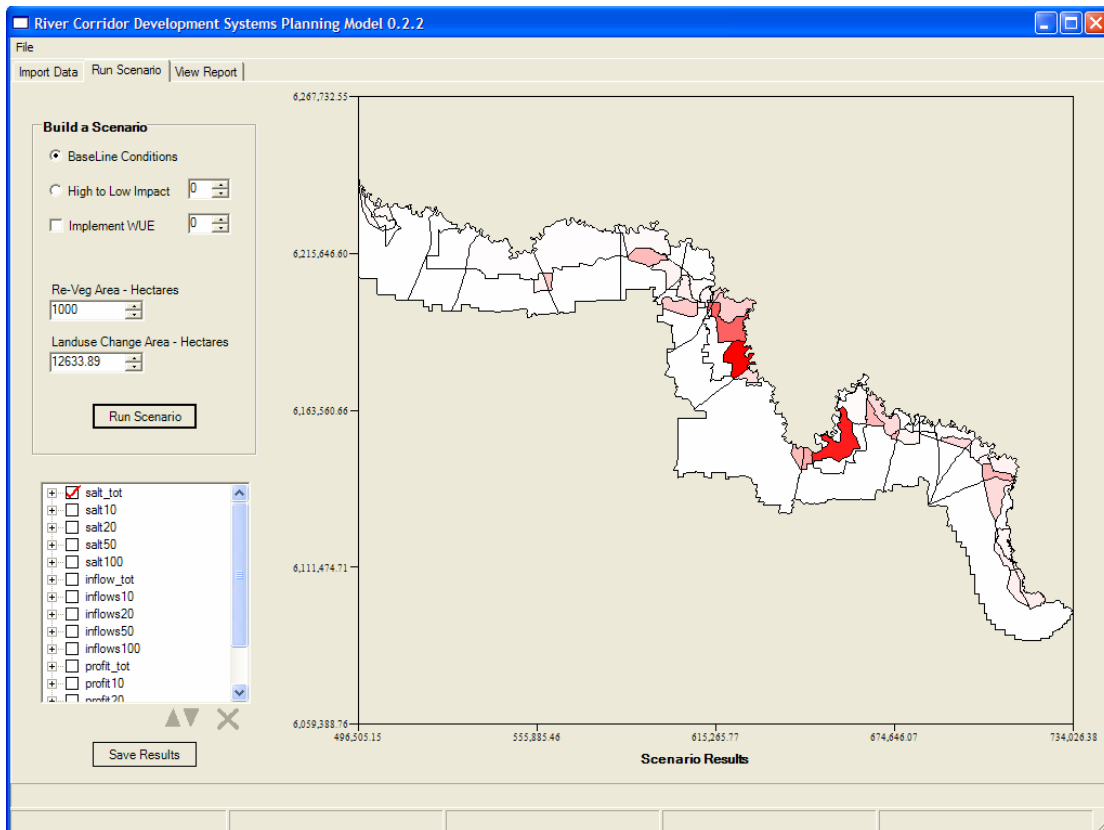 River Corridor Development Systems Planning Model 0.2.2
File
Import Data
Run Scenario
View Report
Build a Scenario
BaseLine Conditions
High to Low Impact 0
Implement WUE 0
Re-Veg Area - Hectares
1000
Landuse Change Area - Hectares
12633.89
Run Scenario
salt_tot
salt10
salt20
salt50
salt100
inflow_tot
inflows10
inflows20
inflows50
inflows100
profit_tot
profit10
profit20
Save Results
6,267,732.55
6,215,646.60
6,163,560.66
6,111,474.71
6,059,388.76
496,505.15
555,885.46
615,265.77
674,646.07
734,026.38
Scenario Results